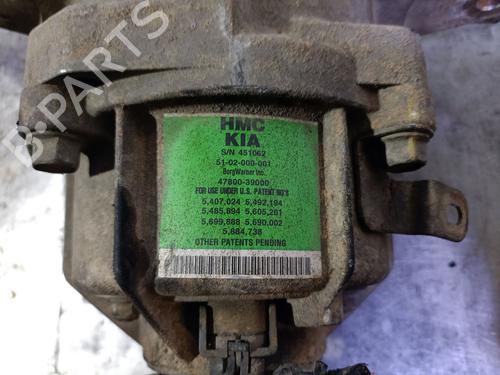 HMC
KIA
S/N 451062
51-02-000-001
BorgWarner Inc.
47800-39000
FOR USE UNDER U.S. PATENT NO'S
5,407,024 5,492,194
5,485,894 5,605,201
5,699,888 5,690,002
5,884,738
OTHER PATENTS PENDING
B-PARTS